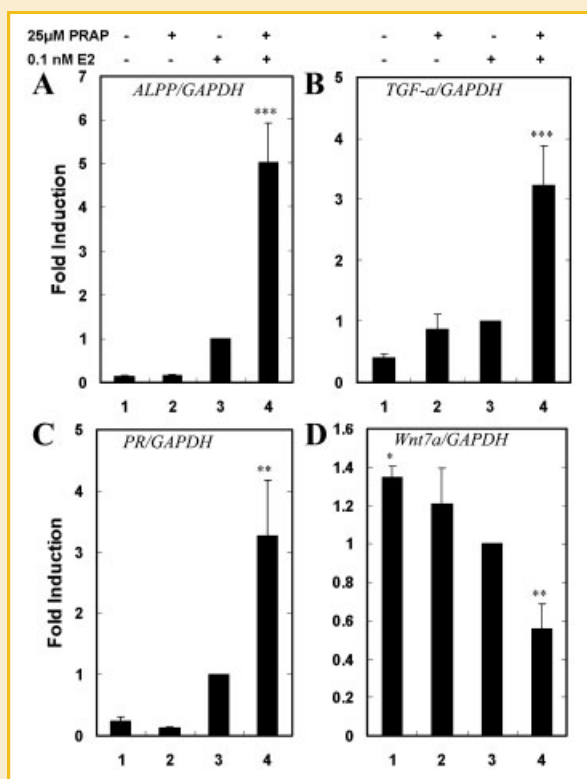 25μM PRAP - + - + - + - +
0.1 nM E2 - - + + - - + +
A
ALPP/GAPDH
***
Fold Induction
7
6
5
4
3
2
1
0
1 2 3 4
B
TGF-a/GAPDH
***
5
4
3
2
1
0
1 2 3 4
C
PR/GAPDH
**
Fold Induction
5
4
3
2
1
0
1 2 3 4
D
Wnt7a/GAPDH
*
**
1.6
1.4
1.2
1
0.8
0.6
0.4
0.2
0
1 2 3 4